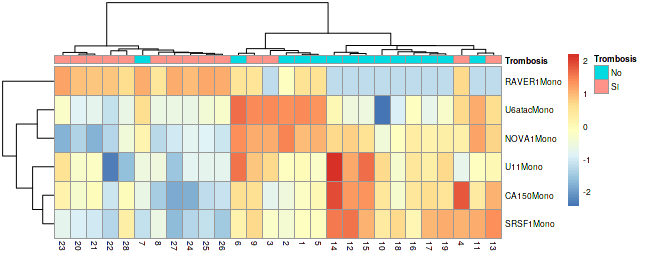 Trombosis
RAVER1Mono
U6atacMono
NOVA1Mono
U11Mono
CA150Mono
SRSF1Mono
23 20 21 22 28 7 8 27 24 25 26 6 9 3 2 1 5 14 12 15 10 18 16 17 19 4 11 13
2
1
0
-1
-2
Trombosis
No
SI